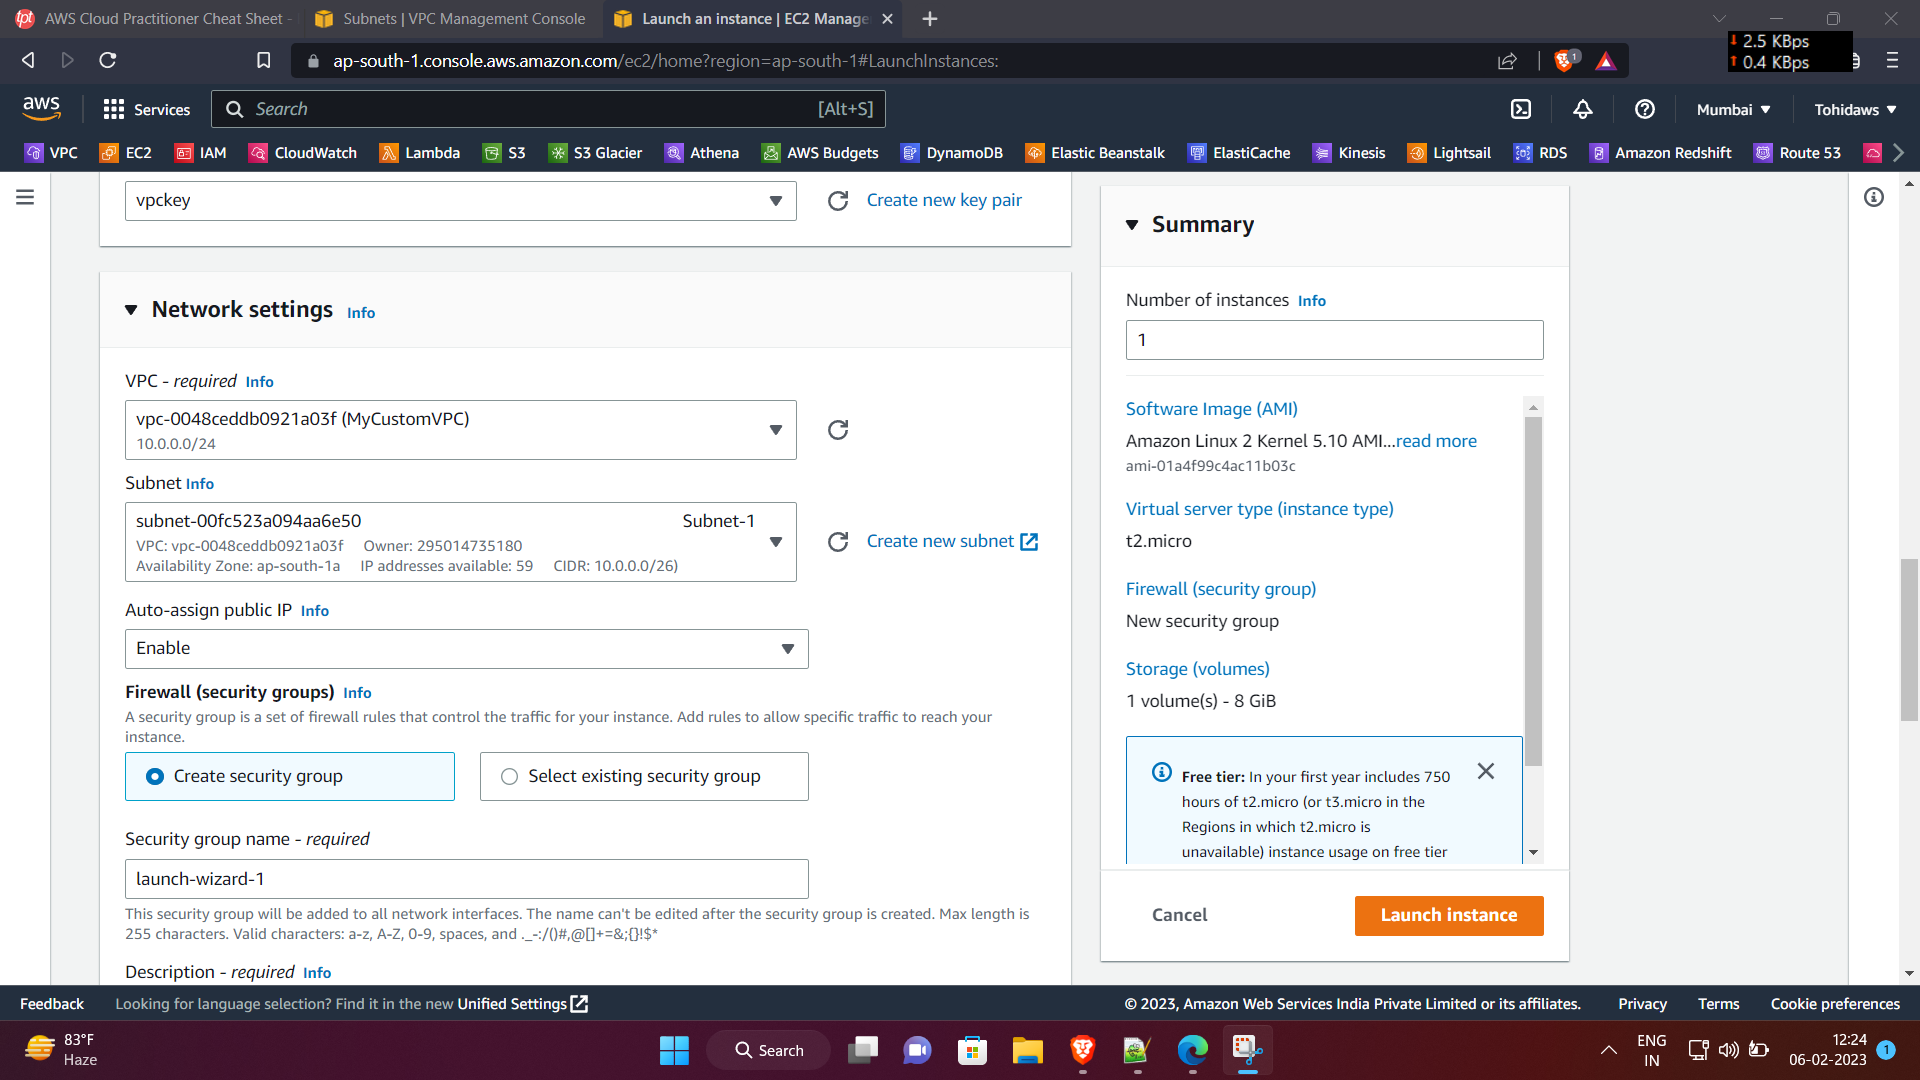 AWS Cloud Practitioner Cheat Sheet -
Subnets | VPC Management Console
Launch an instance | EC2 Manage
ap-south-1.console.aws.amazon.com/ec2/home?region=ap-south-1#LaunchInstances:
1
2.5 KBps
0.4 KBps
aws
Services
Search
[Alt+S]
Mumbai
Tohidaws
VPC
EC2
IAM
CloudWatch
Lambda
S3
S3 Glacier
Athena
AWS Budgets
DynamoDB
Elastic Beanstalk
ElastiCache
Kinesis
Lightsail
RDS
Amazon Redshift
Route 53
vpckey
Create new key pair
Network settings Info
VPC - required Info
vpc-0048ceddb0921a03f (MyCustomVPC)
10.0.0.0/24
Subnet Info
subnet-00fc523a094aa6e50 Subnet-1
VPC: vpc-0048ceddb0921a03f Owner: 295014735180
Availability Zone: ap-south-1a IP addresses available: 59 CIDR: 10.0.0.0/26)
Create new subnet
Auto-assign public IP Info
Enable
Firewall (security groups) Info
A security group is a set of firewall rules that control the traffic for your instance. Add rules to allow specific traffic to reach your
instance.
Create security group
Select existing security group
Security group name - required
launch-wizard-1
This security group will be added to all network interfaces. The name can't be edited after the security group is created. Max length is
255 characters. Valid characters: a-z, A-Z, 0-9, spaces, and ._-:/()#,@[]+=&;{}!$*
Description - required Info
Summary
Number of instances Info
1
Software Image (AMI)
Amazon Linux 2 Kernel 5.10 AMI...read more
ami-01a4f99c4ac11b03c
Virtual server type (instance type)
t2.micro
Firewall (security group)
New security group
Storage (volumes)
1 volume(s) - 8 GiB
Free tier: In your first year includes 750
hours of t2.micro (or t3.micro in the
Regions in which t2.micro is
unavailable) instance usage on free tier
Cancel
Launch instance
Feedback
Looking for language selection? Find it in the new Unified Settings
© 2023, Amazon Web Services India Private Limited or its affiliates.
Privacy
Terms
Cookie preferences
83°F
Haze
Search
ENG
IN
12:24
06-02-2023
1